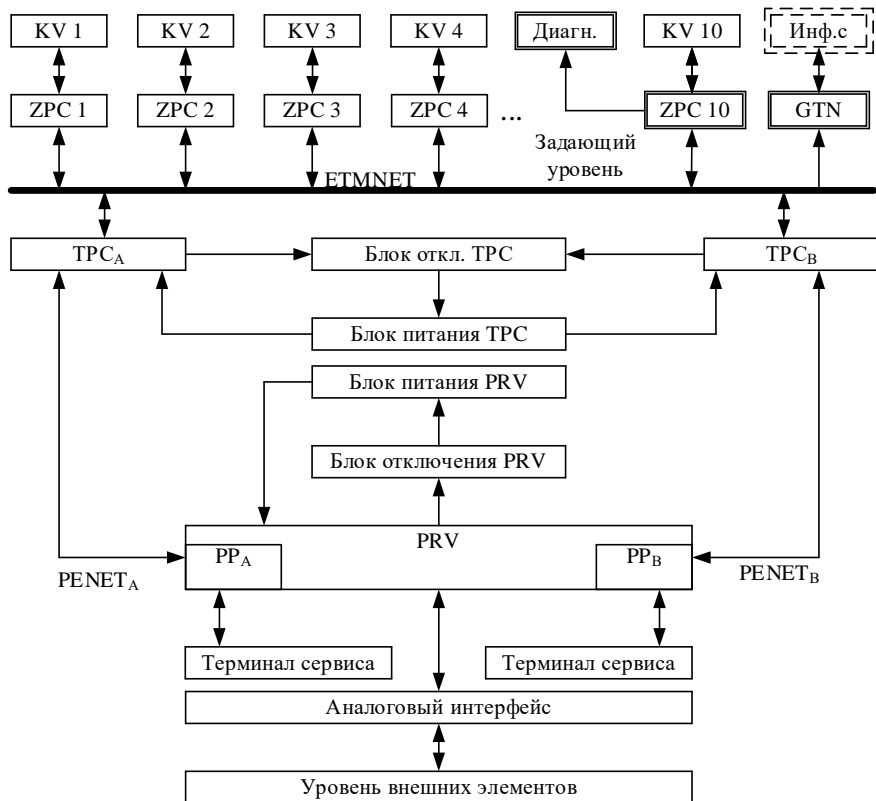 KV 1
KV 2
KV 3
KV 4
Диагн.
KV 10
Инф.с
ZPC 1
ZPC 2
ZPC 3
ZPC 4
...
ZPC 10
GTN
Задающий
уровень
ETMNET
TPCA
Блок откл. TPC
TPCB
Блок питания TPC
Блок питания PRV
Блок отключения PRV
PRV
PPA
PPB
PENETA
PENETB
Терминал сервиса
Терминал сервиса
Аналоговый интерфейс
Уровень внешних элементов